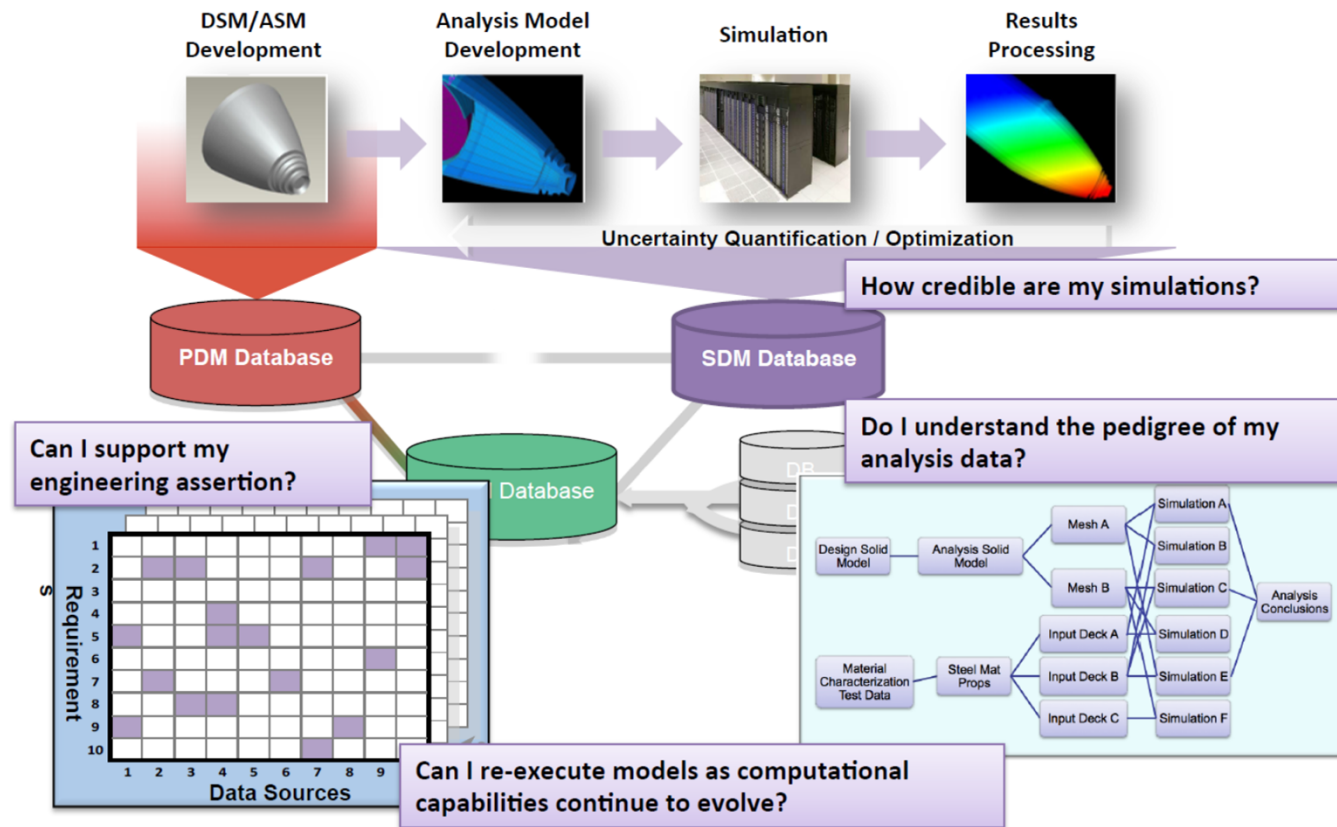 DSM/ASM
Development
Analysis Model
Development
Simulation
Results
Processing
Uncertainty Quantification / Optimization
How credible are my simulations?
PDM Database
SDM Database
Can I support my
engineering assertion?
Database
DB
Do I understand the pedigree of my
analysis data?
Requirement
s
1
2
3
4
5
6
7
8
9
10
1 2 3 4 5 6 7 8 9
Data Sources
Design Solid
Model
Analysis Solid
Model
Mesh A
Mesh B
Material
Characterization
Test Data
Steel Mat
Props
Input Deck A
Input Deck B
Input Deck C
Simulation A
Simulation B
Simulation C
Simulation D
Simulation E
Simulation F
Analysis
Conclusions
Can I re-execute models as computational
capabilities continue to evolve?